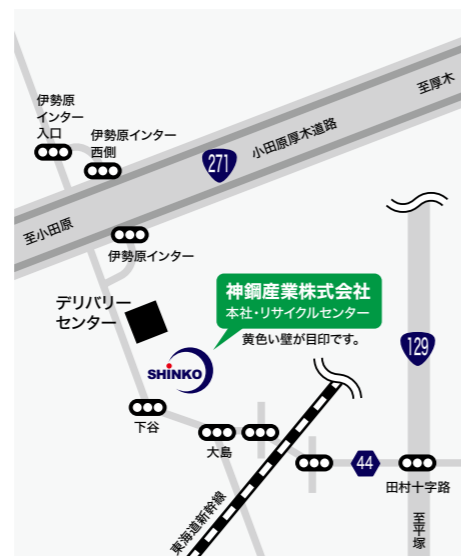 至厚木
伊勢原
インター
入口
伊勢原インター
西側
小田原厚木道路
271
至小田原
伊勢原インター
神鋼産業株式会社
本社・リサイクルセンター
黄色い壁が目印です。
デリバリー
センター
129
SHINKO
下谷
大島
44
田村十字路
東海道新幹線
至平塚